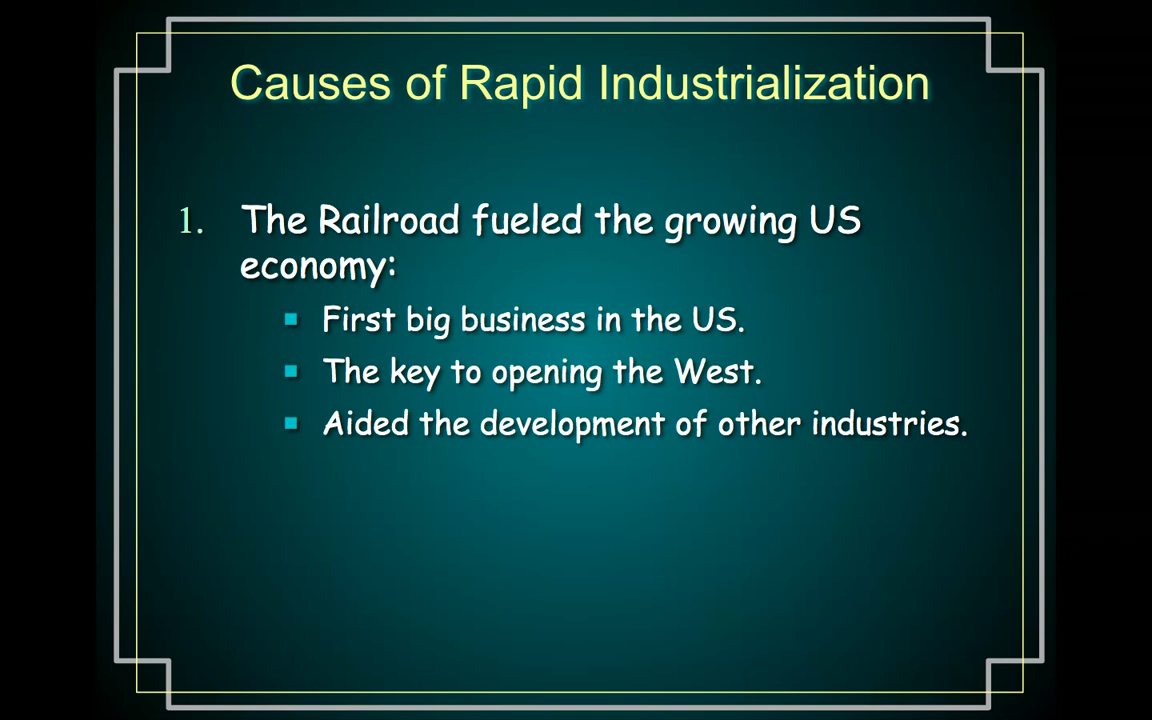 Causes of Rapid Industrialization
1. The Railroad fueled the growing US
economy:
▪ First big business in the US.
▪ The key to opening the West.
▪ Aided the development of other industries.